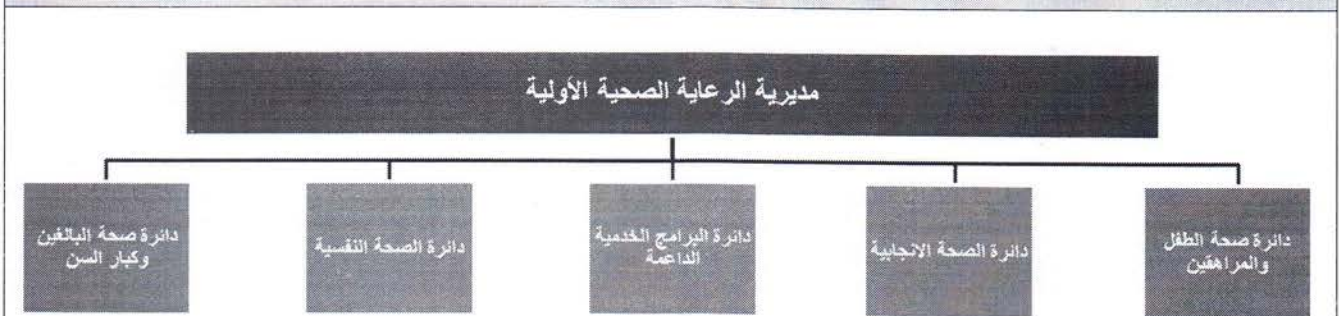 مديرية الرعاية الصحية الأولية
دائرة صحة الطفل
والمراهقين
دائرة الصحة الانجابية
دائرة البرامج الخدمية
الداعمة
دائرة الصحة النفسية
دائرة صحة البالغين
وكبار السن